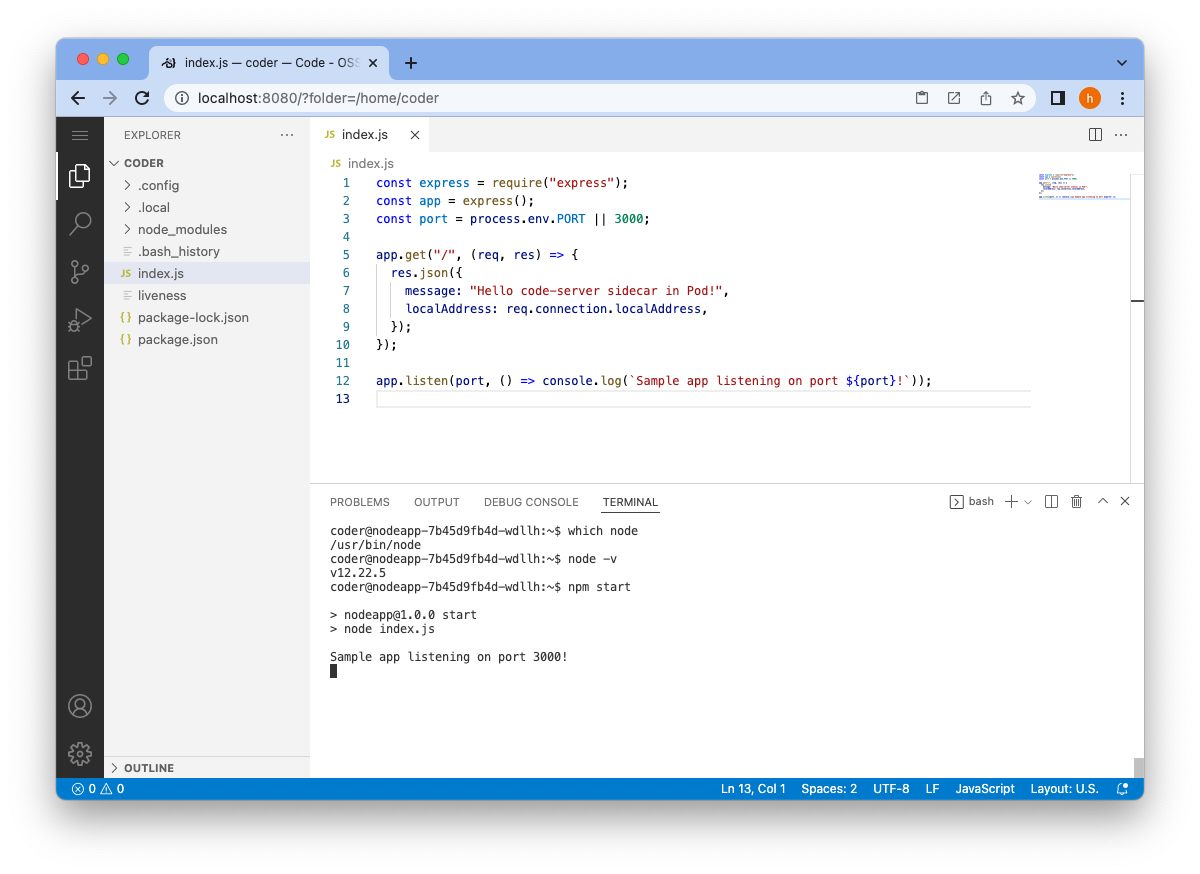 index.js — coder — Code - OSS
localhost:8080/?folder=/home/coder
h
EXPLORER
CODER
.config
.local
node_modules
.bash_history
JS index.js
liveness
{} package-lock.json
{} package.json
OUTLINE
JS index.js
JS index.js
1 const express = require("express");
2 const app = express();
3 const port = process.env.PORT || 3000;
4
5 app.get("/", (req, res) => {
6 res.json({
7 message: "Hello code-server sidecar in Pod!",
8 localAddress: req.connection.localAddress,
9 });
10 });
11
12 app.listen(port, () => console.log(`Sample app listening on port ${port}!`));
13
PROBLEMS OUTPUT DEBUG CONSOLE TERMINAL
bash
coder@nodeapp-7b45d9fb4d-wdllh:~$ which node
/usr/bin/node
coder@nodeapp-7b45d9fb4d-wdllh:~$ node -v
v12.22.5
coder@nodeapp-7b45d9fb4d-wdllh:~$ npm start
> nodeapp@1.0.0 start
> node index.js
Sample app listening on port 3000!
0 0 Ln 13, Col 1 Spaces: 2 UTF-8 LF JavaScript Layout: U.S.